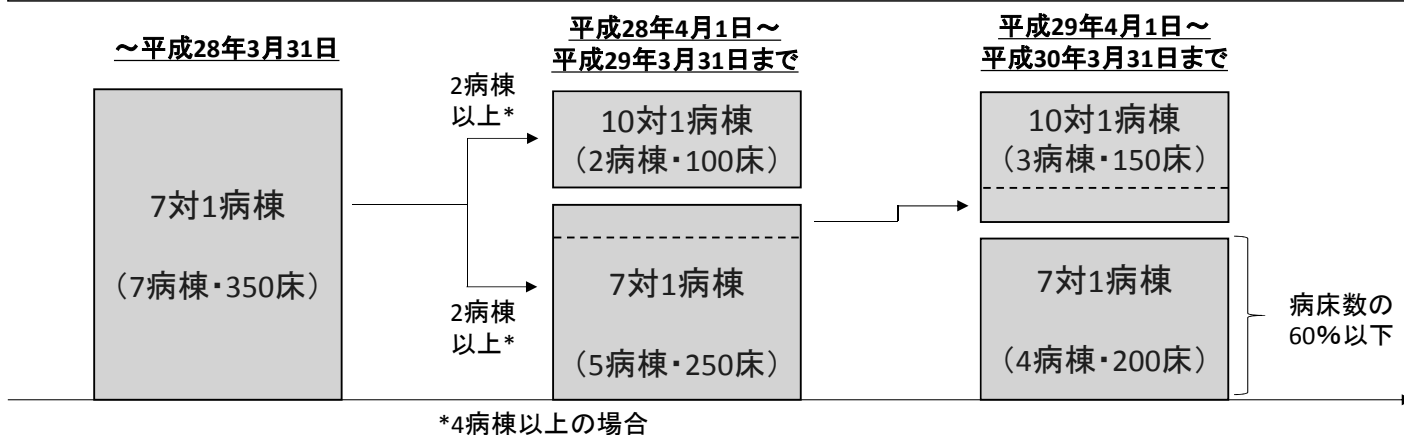 ～平成28年3月31日
7対1病棟
（7病棟・350床）
2病棟
以上*
2病棟
以上*
平成28年4月1日～
平成29年3月31日まで
10対1病棟
（2病棟・100床）
7対1病棟
（5病棟・250床）
平成29年4月1日～
平成30年3月31日まで
10対1病棟
（3病棟・150床）
7対1病棟
（4病棟・200床）
病床数の
60%以下
*4病棟以上の場合